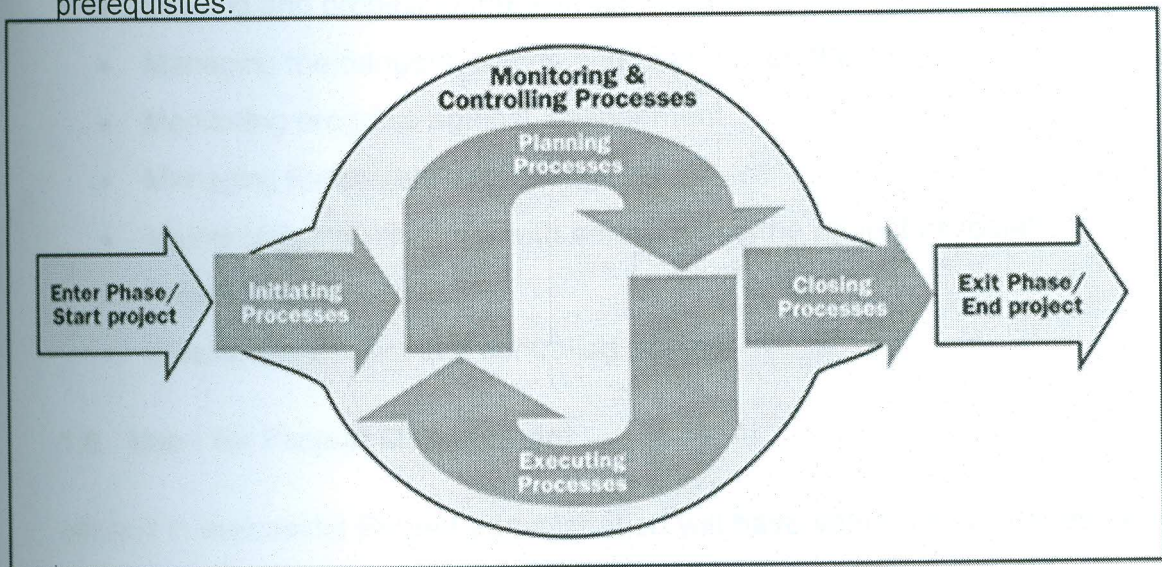 prerequisites.
Monitoring &
Controlling Processes
Planning
Processes
Enter Phase/
Start project
Initiating
Processes
Closing
Processes
Exit Phase/
End project
Executing
Processes